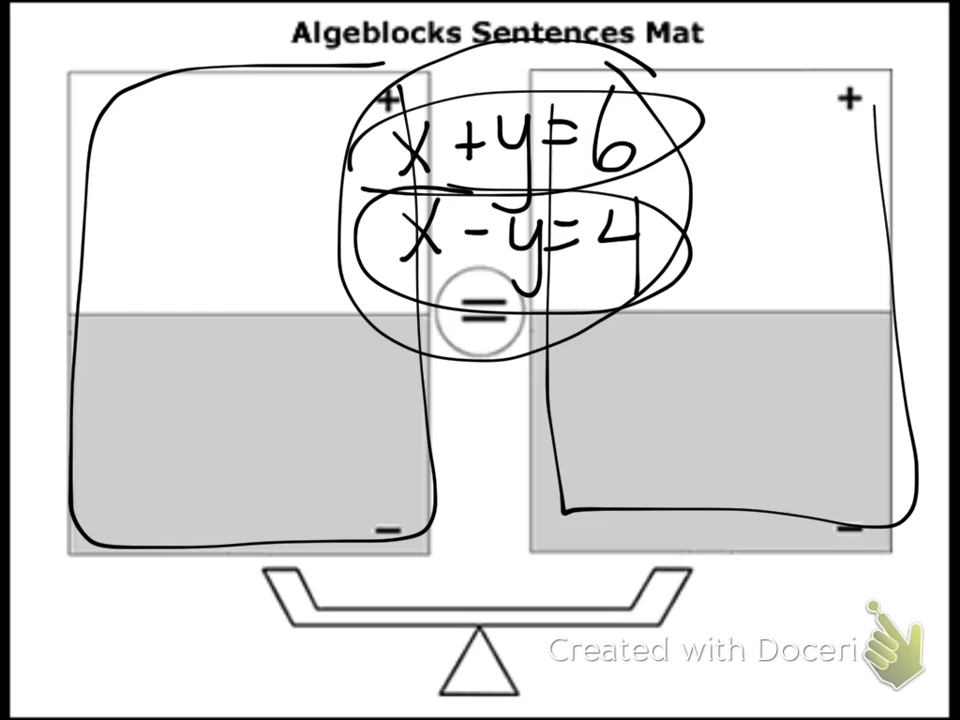 Algeblocks Sentences Mat
+ +
x + y = 6
x - y = 4
=
- -
Created with Doceri